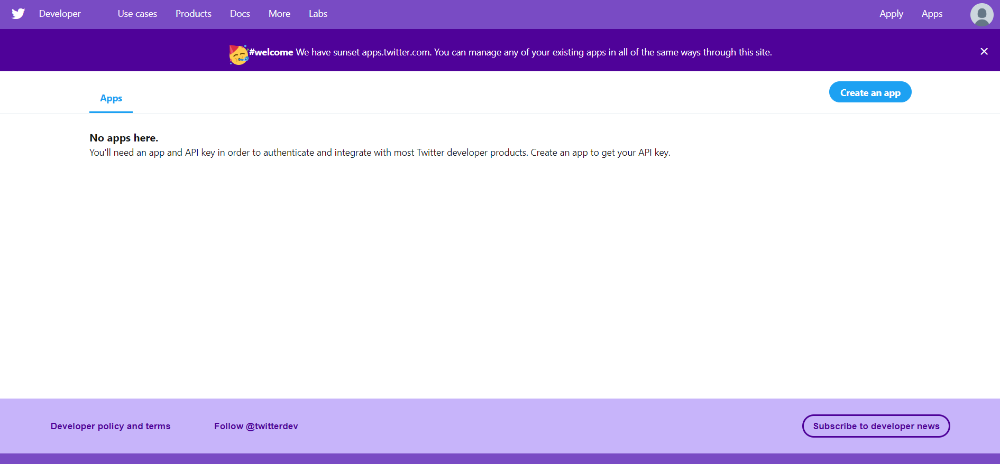 Developer Use cases Products Docs More Labs Apply Apps
#welcome We have sunset apps.twitter.com. You can manage any of your existing apps in all of the same ways through this site.
Apps
Create an app
No apps here.
You'll need an app and API key in order to authenticate and integrate with most Twitter developer products. Create an app to get your API key.
Developer policy and terms Follow @twitterdev Subscribe to developer news